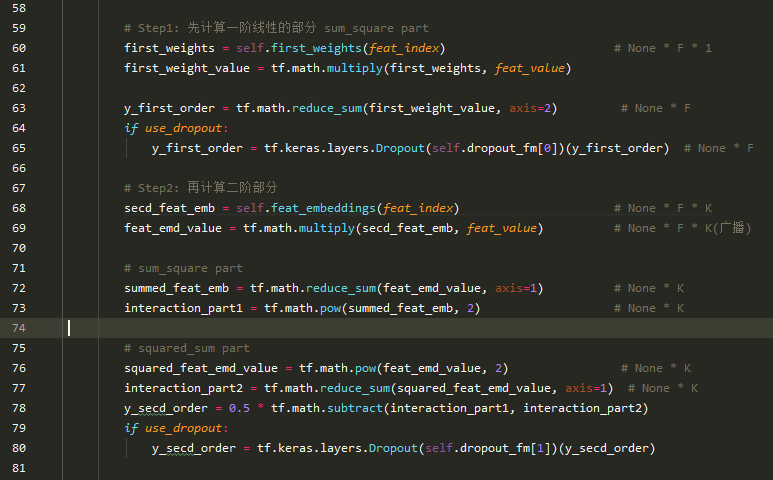 58
59 # Step1: 先计算一阶线性的部分 sum_square part
60 first_weights = self.first_weights(feat_index) # None * F * 1
61 first_weight_value = tf.math.multiply(first_weights, feat_value)
62
63 y_first_order = tf.math.reduce_sum(first_weight_value, axis=2) # None * F
64 if use_dropout:
65 y_first_order = tf.keras.layers.Dropout(self.dropout_fm[0])(y_first_order) # None * F
66
67 # Step2: 再计算二阶部分
68 secd_feat_emb = self.feat_embeddings(feat_index) # None * F * K
69 feat_emd_value = tf.math.multiply(secd_feat_emb, feat_value) # None * F * K(广播)
70
71 # sum_square part
72 summed_feat_emb = tf.math.reduce_sum(feat_emd_value, axis=1) # None * K
73 interaction_part1 = tf.math.pow(summed_feat_emb, 2) # None * K
74
75 # squared_sum part
76 squared_feat_emd_value = tf.math.pow(feat_emd_value, 2) # None * K
77 interaction_part2 = tf.math.reduce_sum(squared_feat_emd_value, axis=1) # None * K
78 y_secd_order = 0.5 * tf.math.subtract(interaction_part1, interaction_part2)
79 if use_dropout:
80 y_secd_order = tf.keras.layers.Dropout(self.dropout_fm[1])(y_secd_order)
81